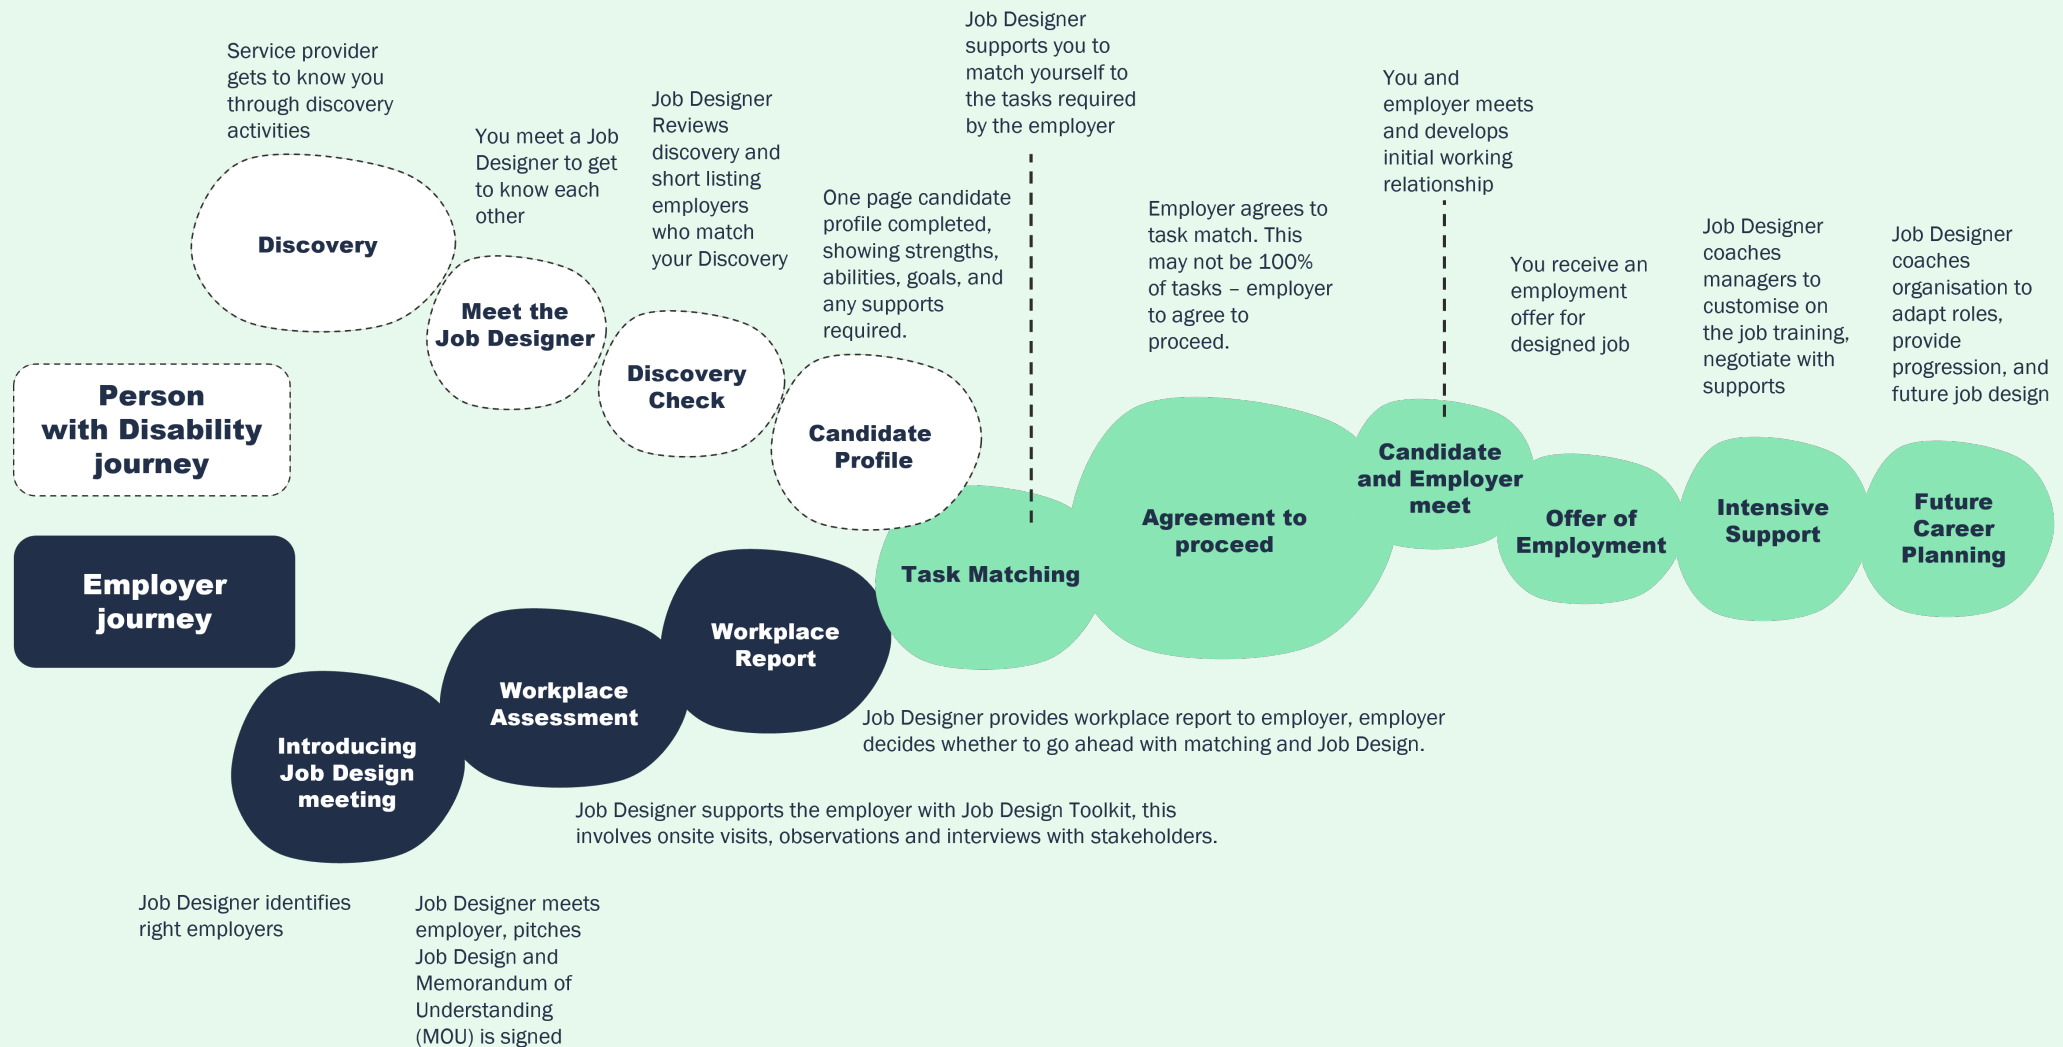 Service provider
gets to know you
through discovery
activities
Discovery
You meet a Job
Designer to get
to know each
other
Meet the
Job Designer
Job Designer
Reviews
discovery and
short listing
employers
who match
your Discovery
Discovery
Check
One page candidate
profile completed,
showing strengths,
abilities, goals, and
any supports
required.
Candidate
Profile
Job Designer
supports you to
match yourself to
the tasks required
by the employer
Task Matching
Employer agrees to
task match. This
may not be 100%
of tasks – employer
to agree to
proceed.
Agreement to
proceed
You and
employer meets
and develops
initial working
relationship
Candidate
and Employer
meet
You receive an
employment
offer for
designed job
Offer of
Employment
Job Designer
coaches
managers to
customise on
the job training,
negotiate with
supports
Intensive
Support
Job Designer
coaches
organisation to
adapt roles,
provide
progression, and
future job design
Future
Career
Planning
Person
with Disability
journey
Employer
journey
Introducing
Job Design
meeting
Job Designer identifies
right employers
Job Designer meets
employer, pitches
Job Design and
Memorandum of
Understanding
(MOU) is signed
Workplace
Assessment
Job Designer supports the employer with Job Design Toolkit, this
involves onsite visits, observations and interviews with stakeholders.
Workplace
Report
Job Designer provides workplace report to employer, employer
decides whether to go ahead with matching and Job Design.